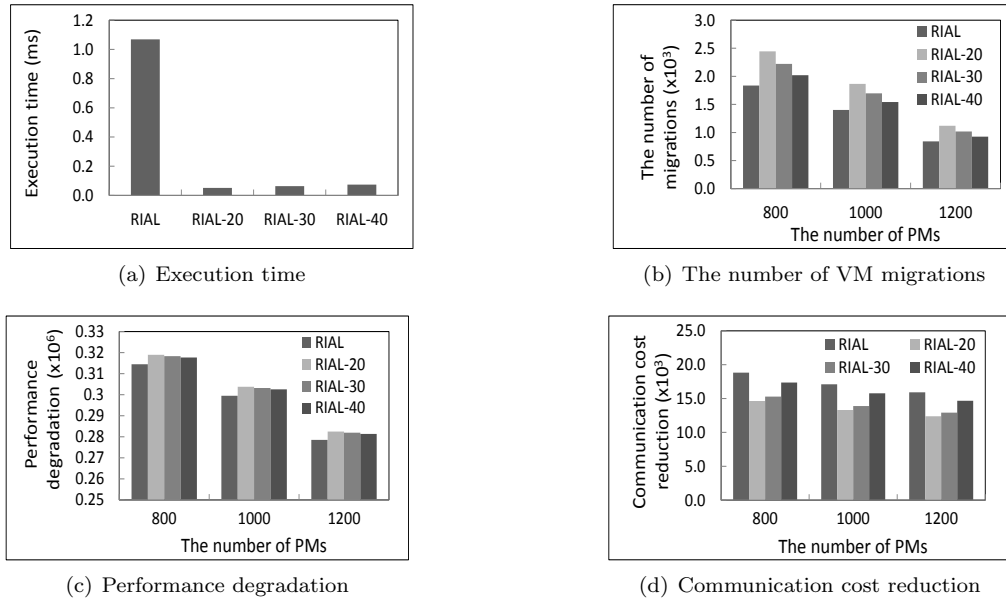 Execution time (ms)
1.2
1.0
0.8
0.6
0.4
0.2
0.0
RIAL RIAL-20 RIAL-30 RIAL-40
(a) Execution time
The number of
migrations (x10³)
3.0
2.5
2.0
1.5
1.0
0.5
0.0
RIAL
RIAL-20
RIAL-30
RIAL-40
800 1000 1200
The number of PMs
(b) The number of VM migrations
Performance
degradation (x10⁶)
0.33
0.32
0.31
0.3
0.29
0.28
0.27
0.26
0.25
RIAL
RIAL-20
RIAL-30
RIAL-40
800 1000 1200
The number of PMs
(c) Performance degradation
Communication cost
reduction (x10³)
25.0
20.0
15.0
10.0
5.0
0.0
RIAL RIAL-20
RIAL-30 RIAL-40
800 1000 1200
The number of PMs
(d) Communication cost reduction